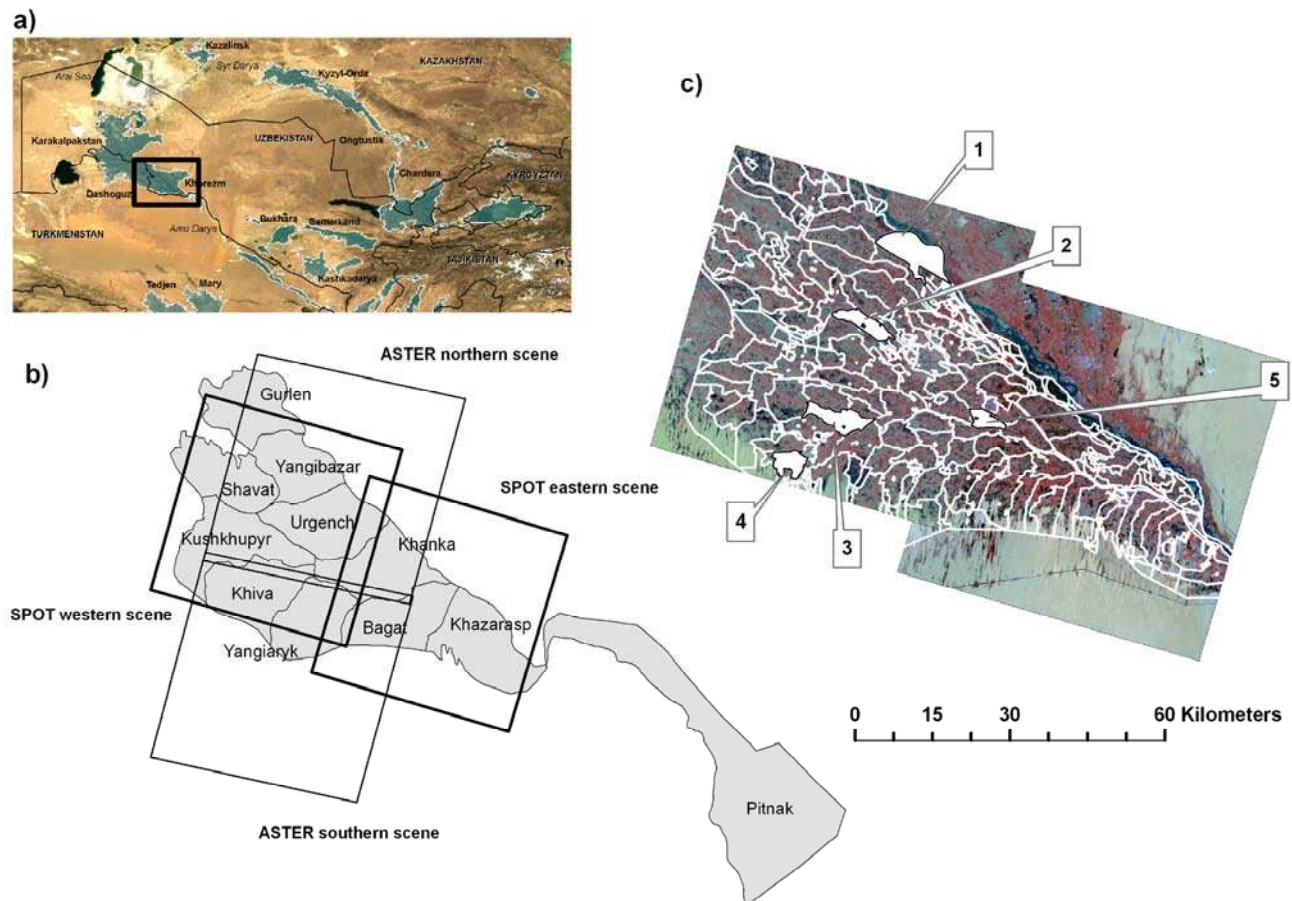 a)
Kazalinsk
Syr Darya
KAZAKHSTAN
Aral Sea
Kyzyl-Orda
Karakalpakstan
UZBEKISTAN
Ongtustik
Chardara
KYRGYZTAN
Dashoguz
Khorezm
Bukhara
Samarkand
TURKMENISTAN
Amu Darya
TAJIKISTAN
Kashkadarya
Tedjen
Mary
b)
ASTER northern scene
Gurlen
Yangibazar
SPOT eastern scene
Shavat
Urgench
Kushkhupyr
Khanka
Khiva
SPOT western scene
Bagat
Khazarasp
Yangiaryk
Pitnak
ASTER southern scene
c)
1
2
5
4
3
0 15 30 60 Kilometers